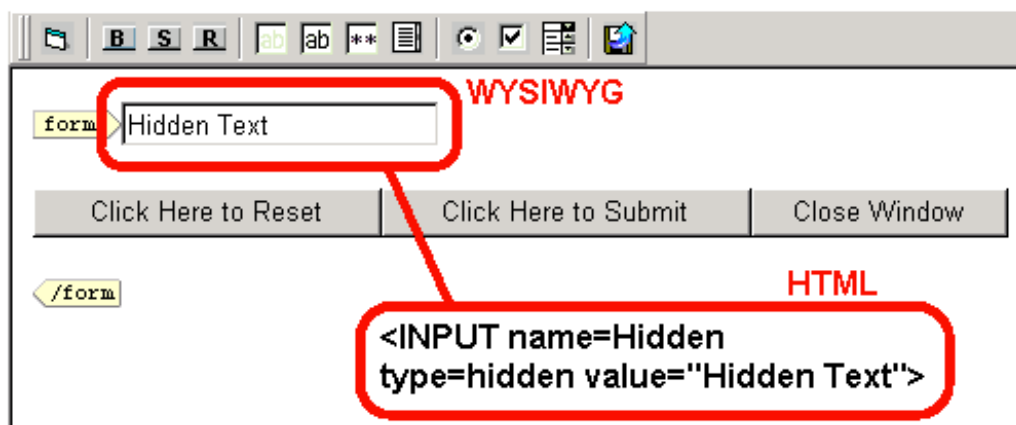 B S R ab ab **
WYSIWYG
form Hidden Text
Click Here to Reset Click Here to Submit Close Window
/form
HTML
<INPUT name=Hidden
type=hidden value="Hidden Text">